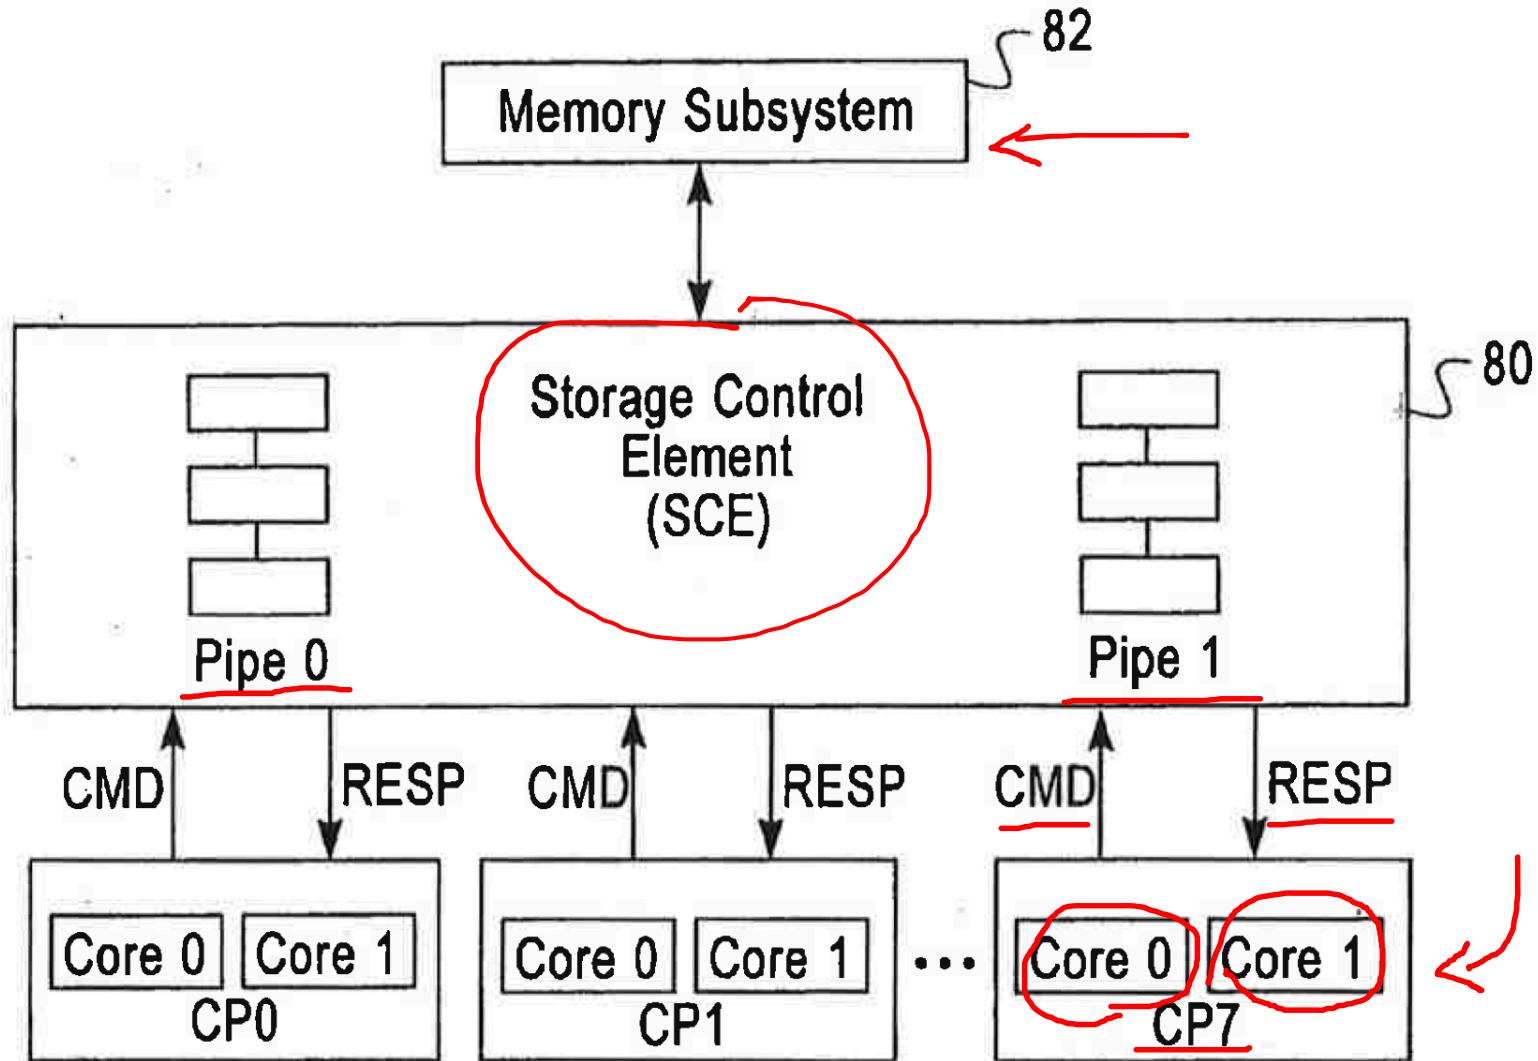 82
Memory Subsystem
80
Storage Control
Element
(SCE)
Pipe 0
Pipe 1
CMD RESP CMD RESP CMD RESP
Core 0 Core 1 Core 0 Core 1 ••• Core 0 Core 1
CP0 CP1 CP7